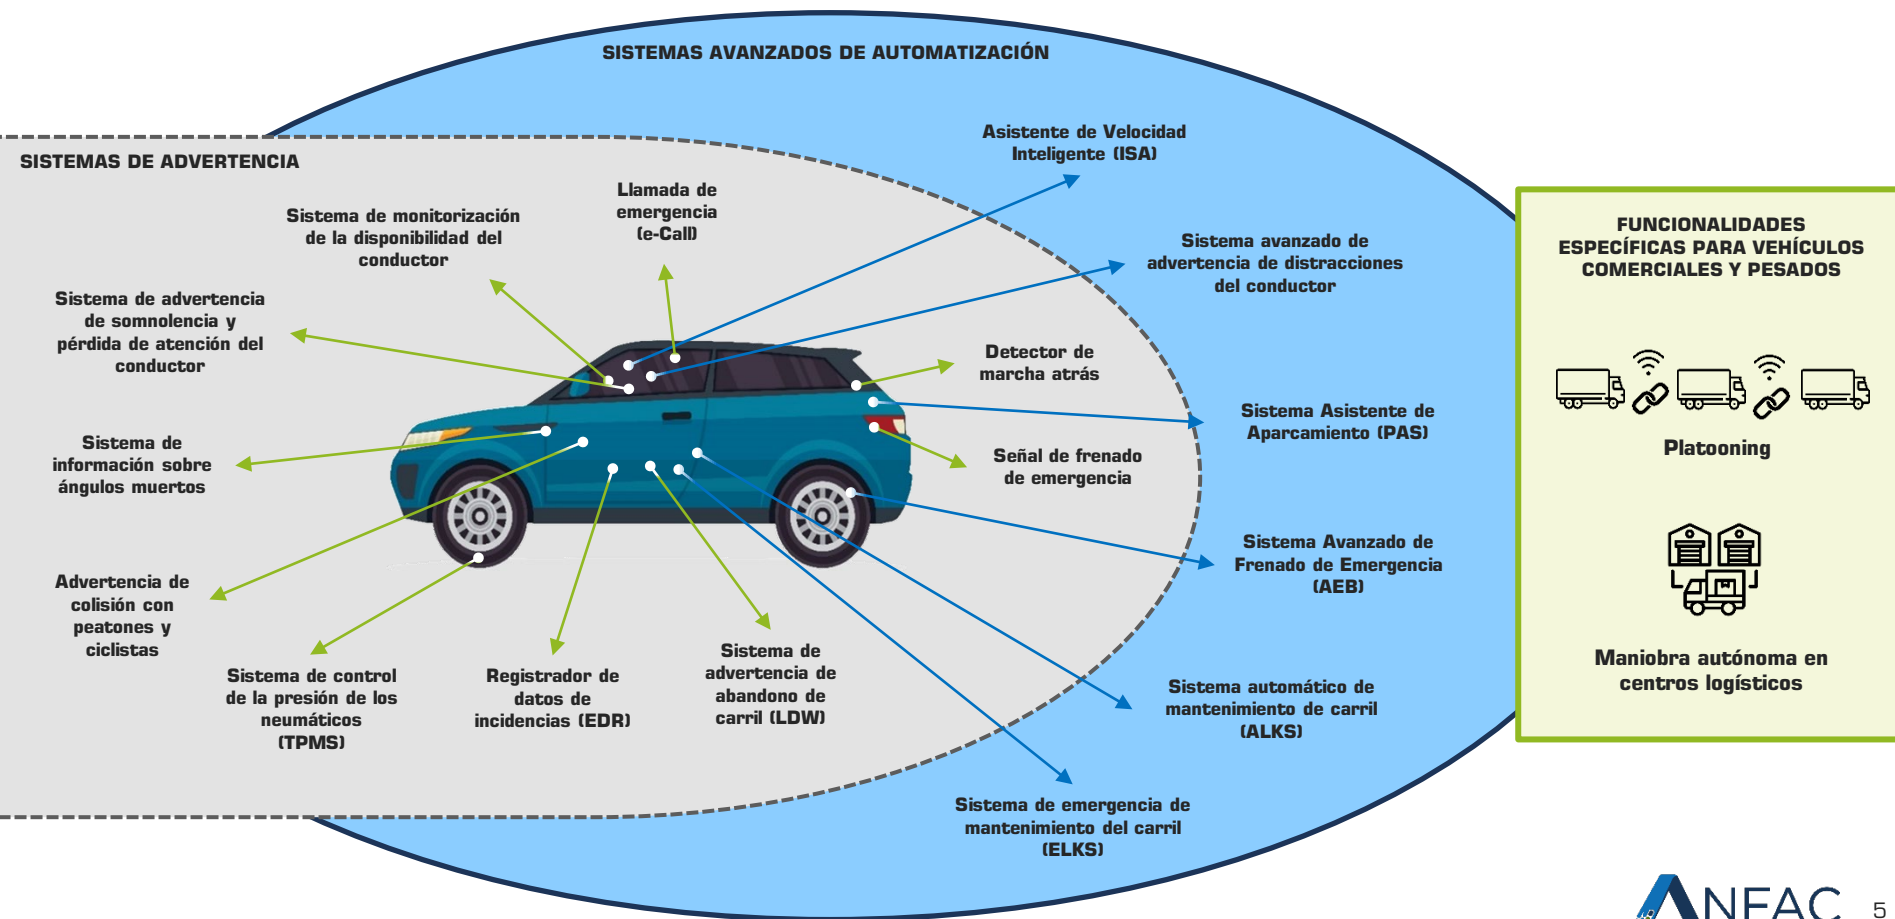 SISTEMAS AVANZADOS DE AUTOMATIZACIÓN
SISTEMAS DE ADVERTENCIA
Asistente de Velocidad
Inteligente (ISA)
Llamada de
emergencia
(e-Call)
Sistema de monitorización
de la disponibilidad del
conductor
Sistema avanzado de
advertencia de distracciones
del conductor
Sistema de advertencia
de somnolencia y
pérdida de atención del
conductor
Detector de
marcha atrás
Sistema Asistente de
Aparcamiento (PAS)
Sistema de
información sobre
ángulos muertos
Señal de frenado
de emergencia
Sistema Avanzado de
Frenado de Emergencia
(AEB)
Advertencia de
colisión con
peatones y
ciclistas
Sistema de control
de la presión de los
neumáticos
(TPMS)
Registrador de
datos de
incidencias (EDR)
Sistema de
advertencia de
abandono de
carril (LDW)
Sistema automático de
mantenimiento de carril
(ALKS)
Sistema de emergencia de
mantenimiento del carril
(ELKS)
FUNCIONALIDADES
ESPECÍFICAS PARA VEHÍCULOS
COMERCIALES Y PESADOS
Platooning
Maniobra autónoma en
centros logísticos
ANFAC
5